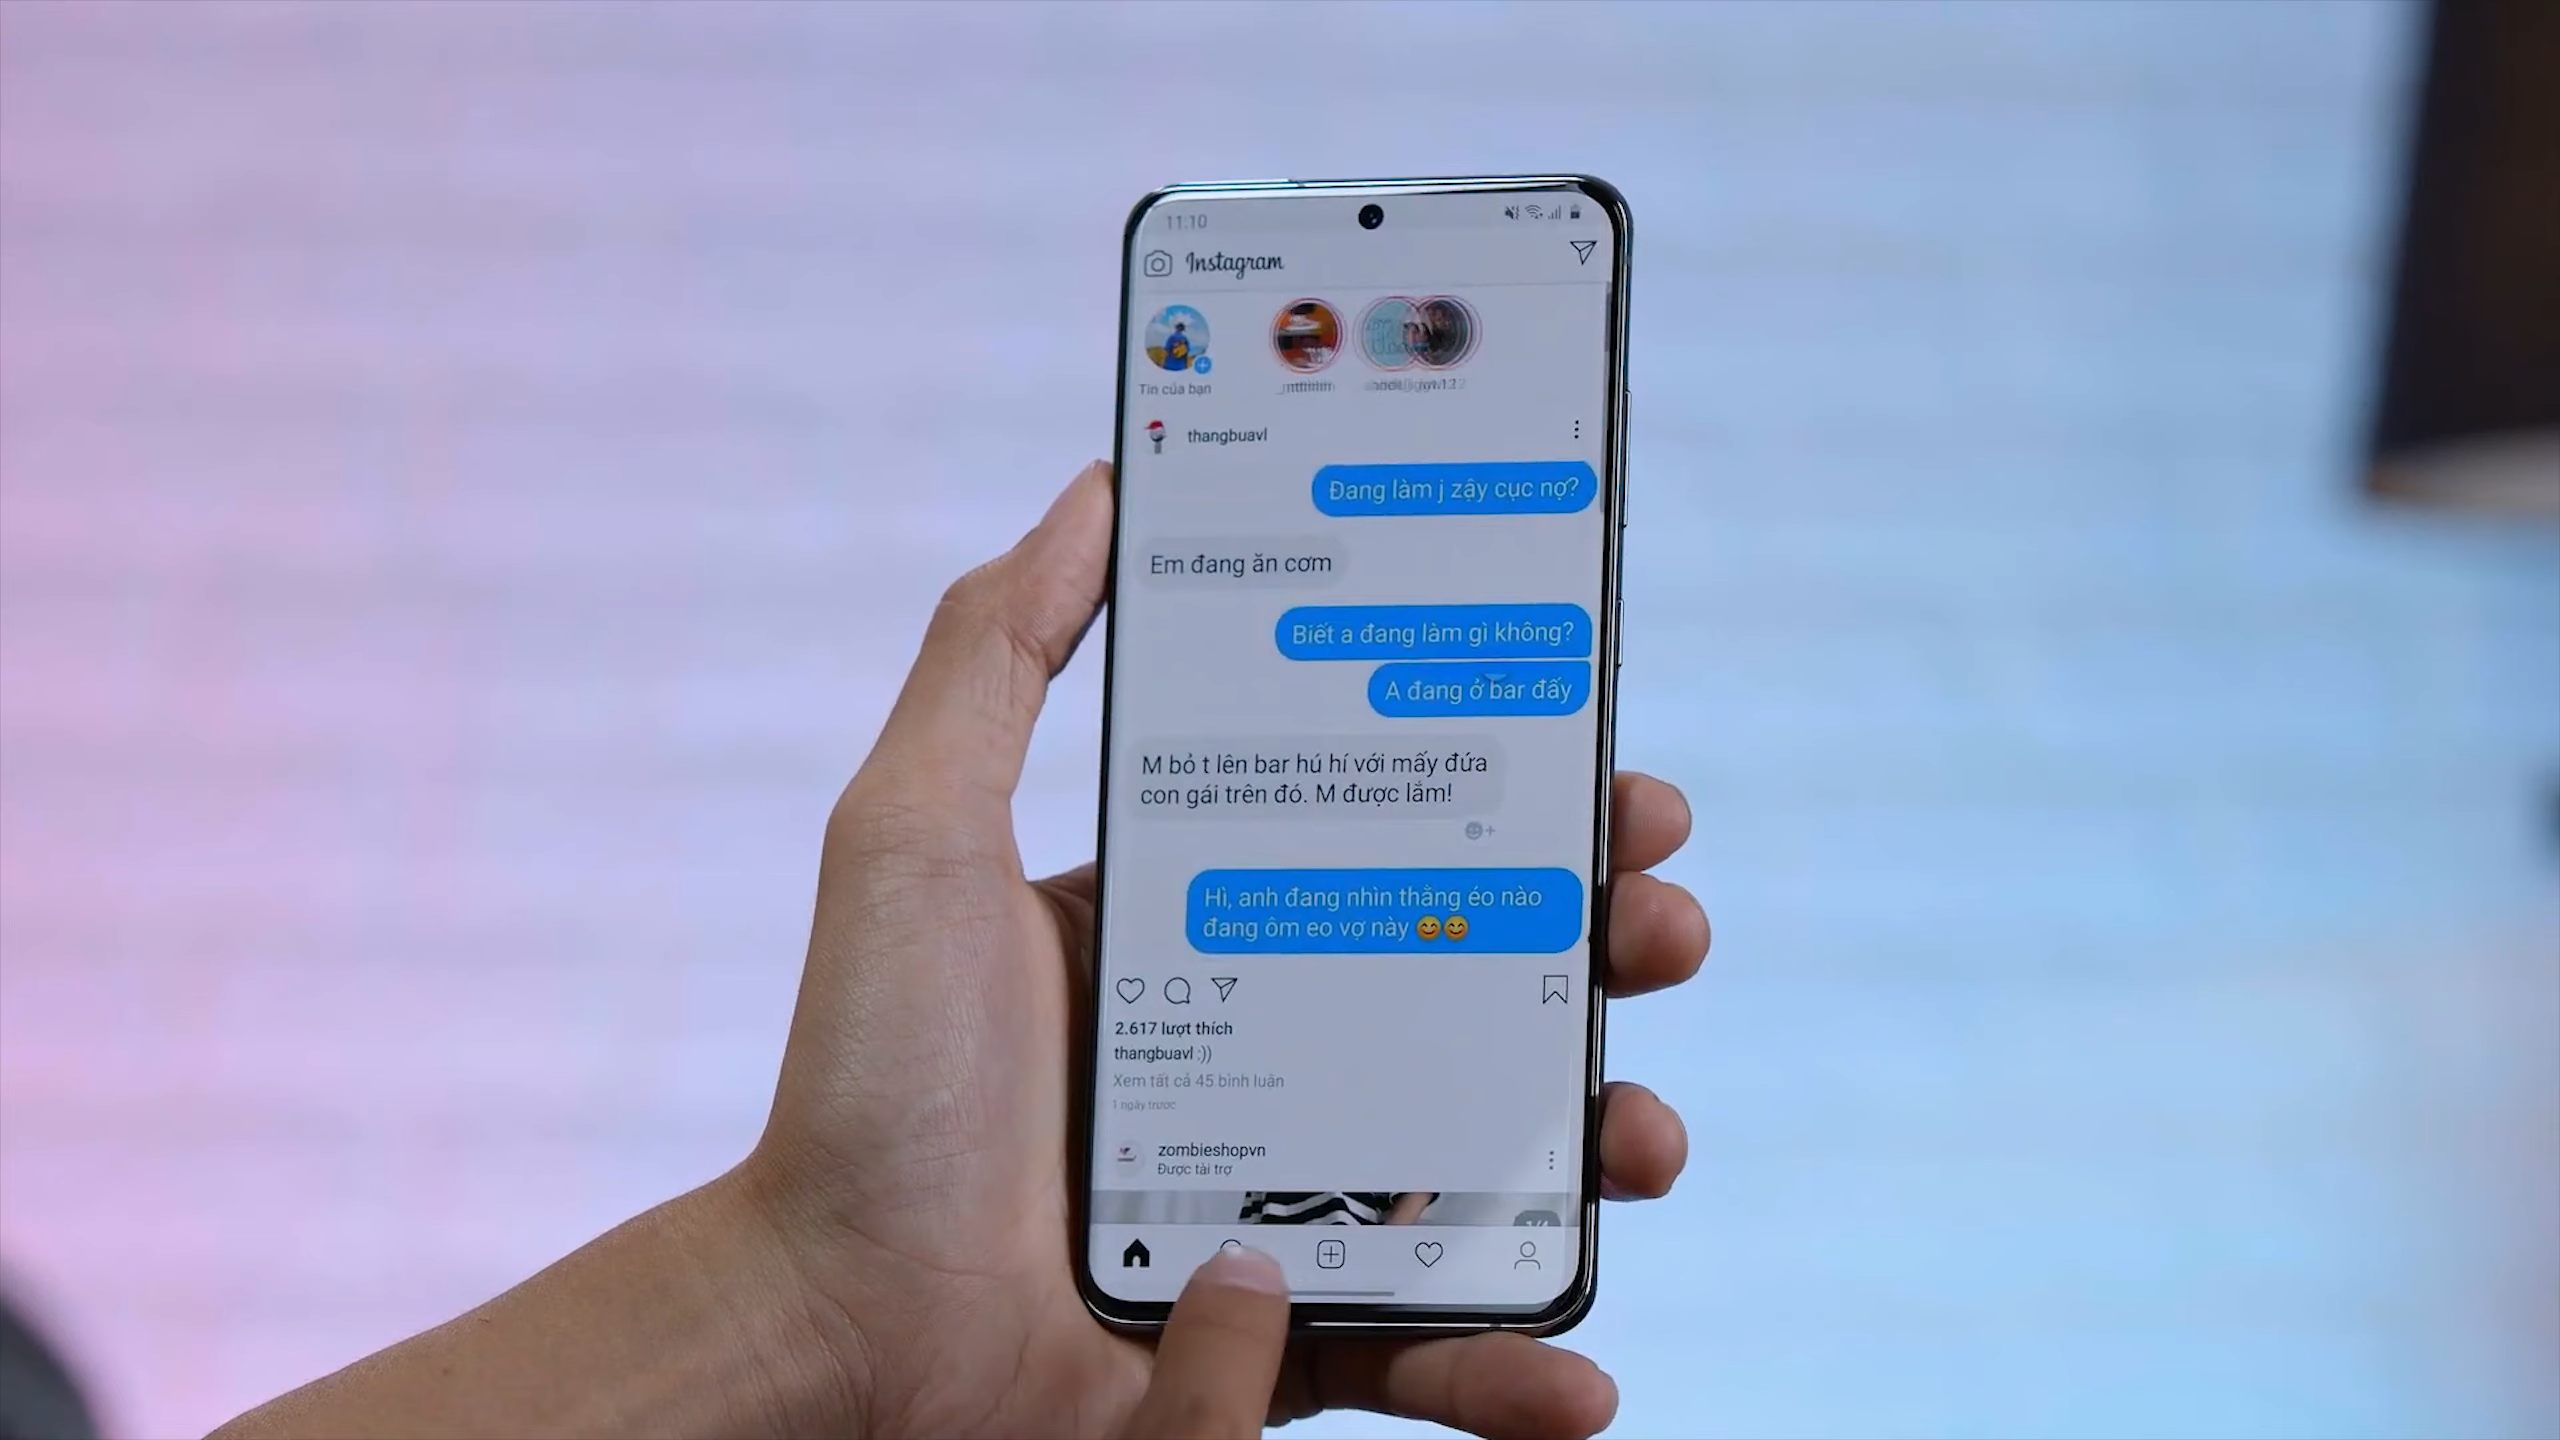 11:10
Instagram
Tin của bạn
thangbuavl
Đang làm j zậy cục nợ?
Em đang ăn cơm
Biết a đang làm gì không?
A đang ở bar đấy
M bỏ t lên bar hú hí với mấy đứa
con gái trên đó. M được lắm!
Hì, anh đang nhìn thằng éo nào
đang ôm eo vợ này 😊😊
2.617 lượt thích
thangbuavl :))
Xem tất cả 45 bình luận
1 ngày trước
zombieshopvn
Được tài trợ